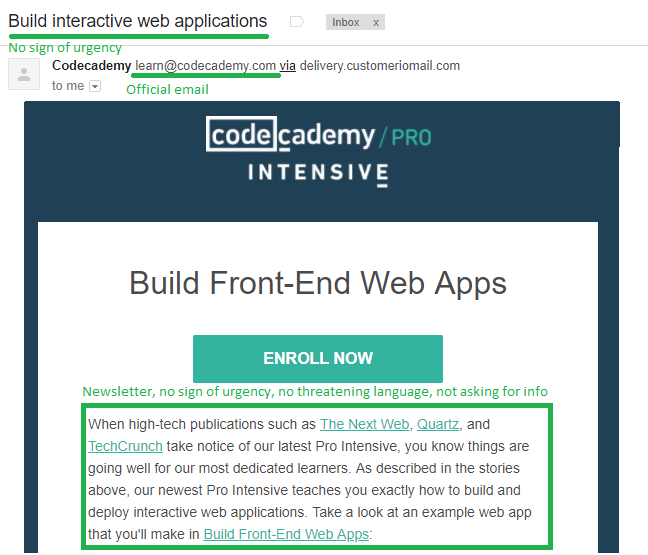 Build interactive web applications
Inbox x
No sign of urgency
Codecademy learn@codecademy.com via delivery.customeriomail.com
to me
Official email
codecademy/PRO
INTENSIVE
Build Front-End Web Apps
ENROLL NOW
Newsletter, no sign of urgency, no threatening language, not asking for info
When high-tech publications such as The Next Web, Quartz, and
TechCrunch take notice of our latest Pro Intensive, you know things are
going well for our most dedicated learners. As described in the stories
above, our newest Pro Intensive teaches you exactly how to build and
deploy interactive web applications. Take a look at an example web app
that you'll make in Build Front-End Web Apps: